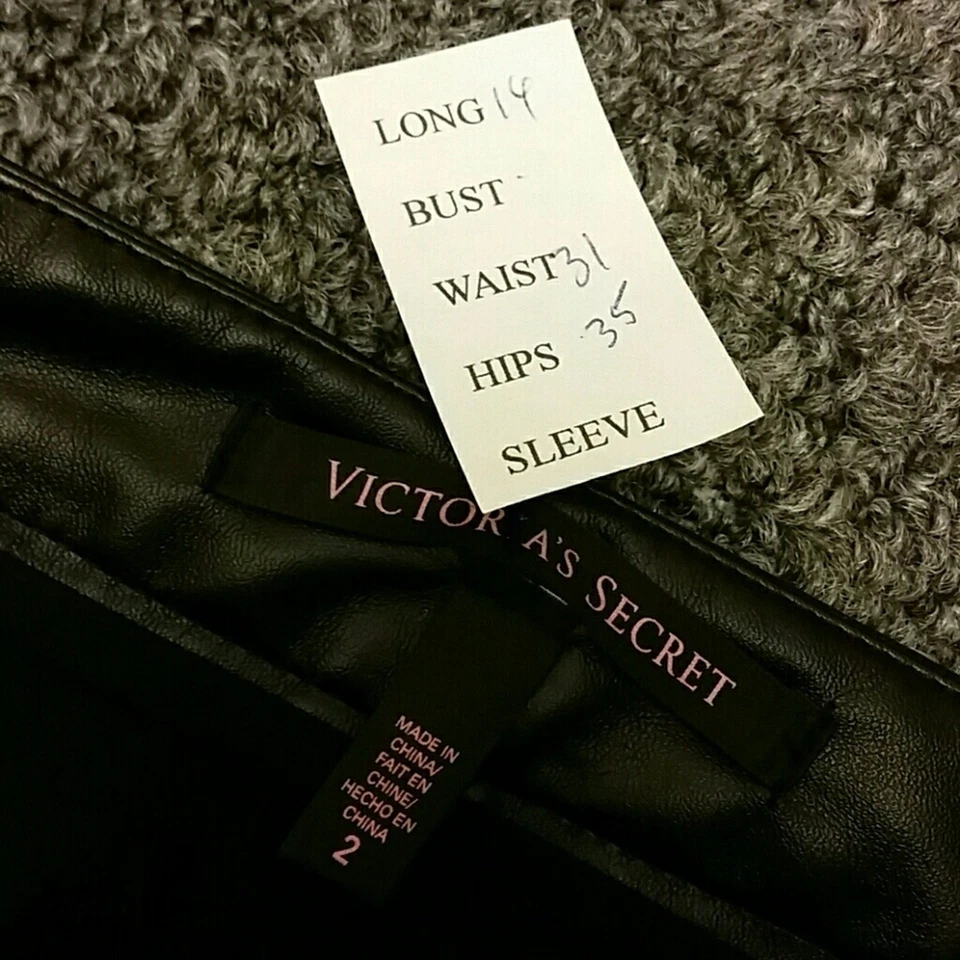 LONG 14
BUST -
WAIST 31
HIPS 35
SLEEVE
VICTOR A'S SECRET
MADE IN
CHINA/
FAIT EN
CHINE/
HECHO EN
CHINA
2